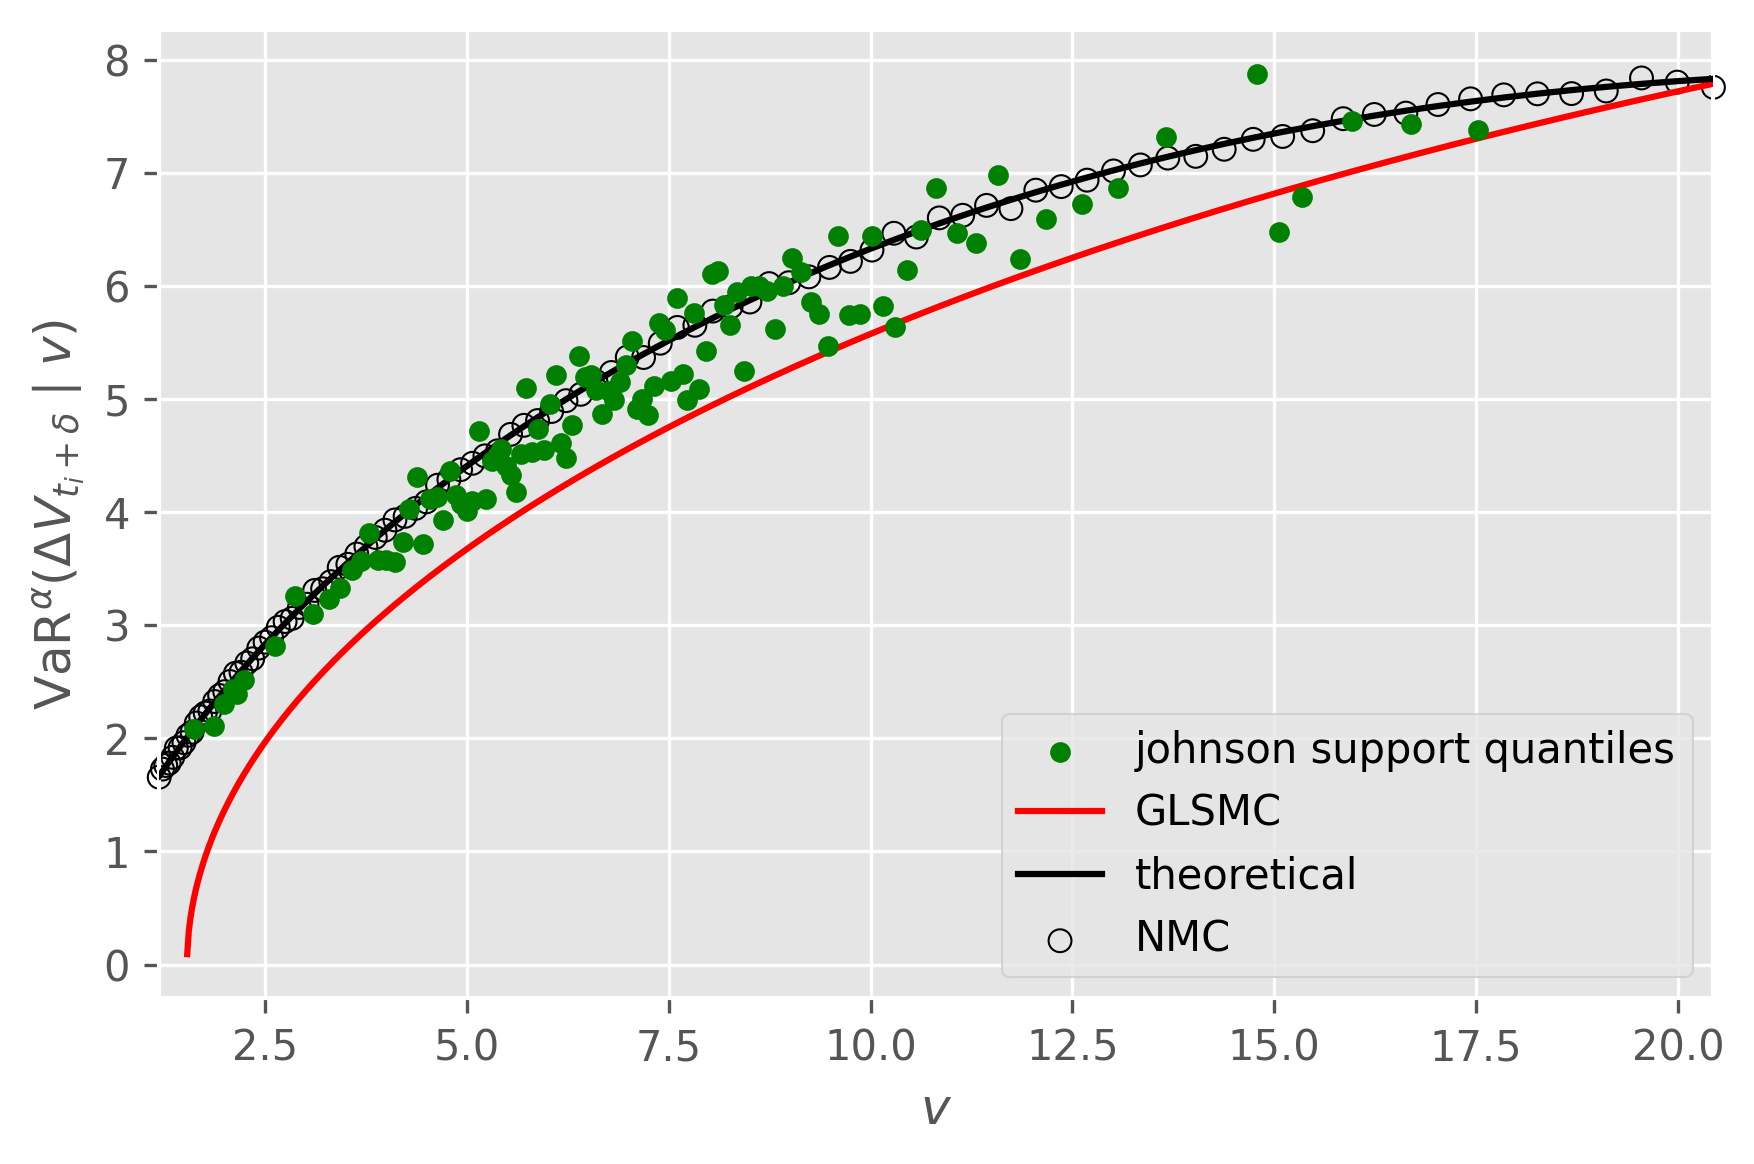 8
7
6
5
4
3
2
1
0
VaR^α(ΔV_{t_i+δ} | v)
johnson support quantiles
GLSMC
theoretical
NMC
2.5 5.0 7.5 10.0 12.5 15.0 17.5 20.0
v